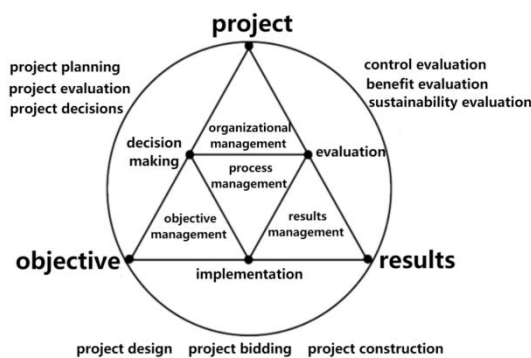 project
project planning
project evaluation
project decisions
control evaluation
benefit evaluation
sustainability evaluation
organizational
management
decision
making
evaluation
process
management
objective
management
results
management
objective
implementation
results
project design project bidding project construction